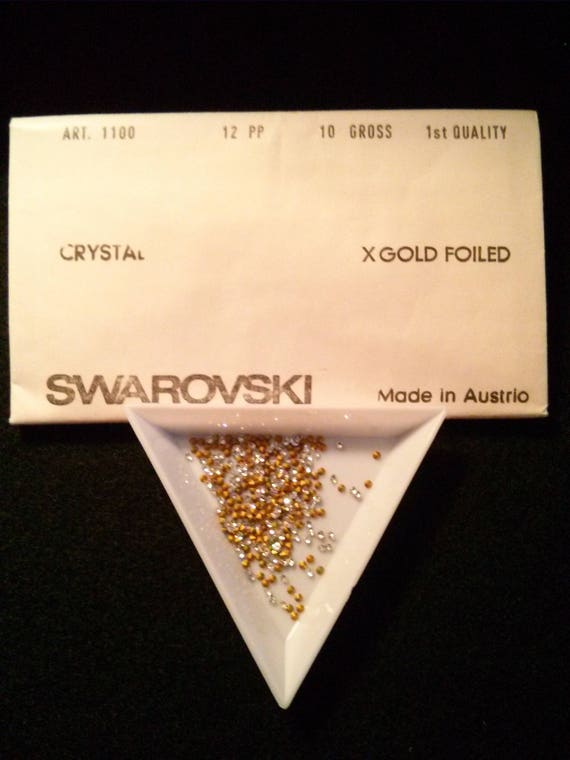 ART. 1100 12 PP 10 GROSS 1st QUALITY
CRYSTAL X GOLD FOILED
SWAROVSKI Made in Austria